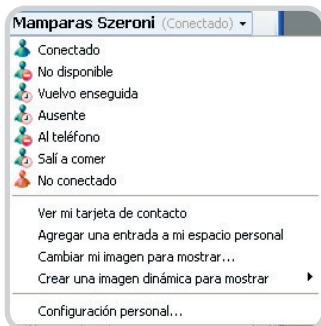 Mamparas Szeroni (Conectado)
Conectado
No disponible
Vuelvo enseguida
Ausente
Al teléfono
Salí a comer
No conectado
Ver mi tarjeta de contacto
Agregar una entrada a mi espacio personal
Cambiar mi imagen para mostrar...
Crear una imagen dinámica para mostrar
Configuración personal...